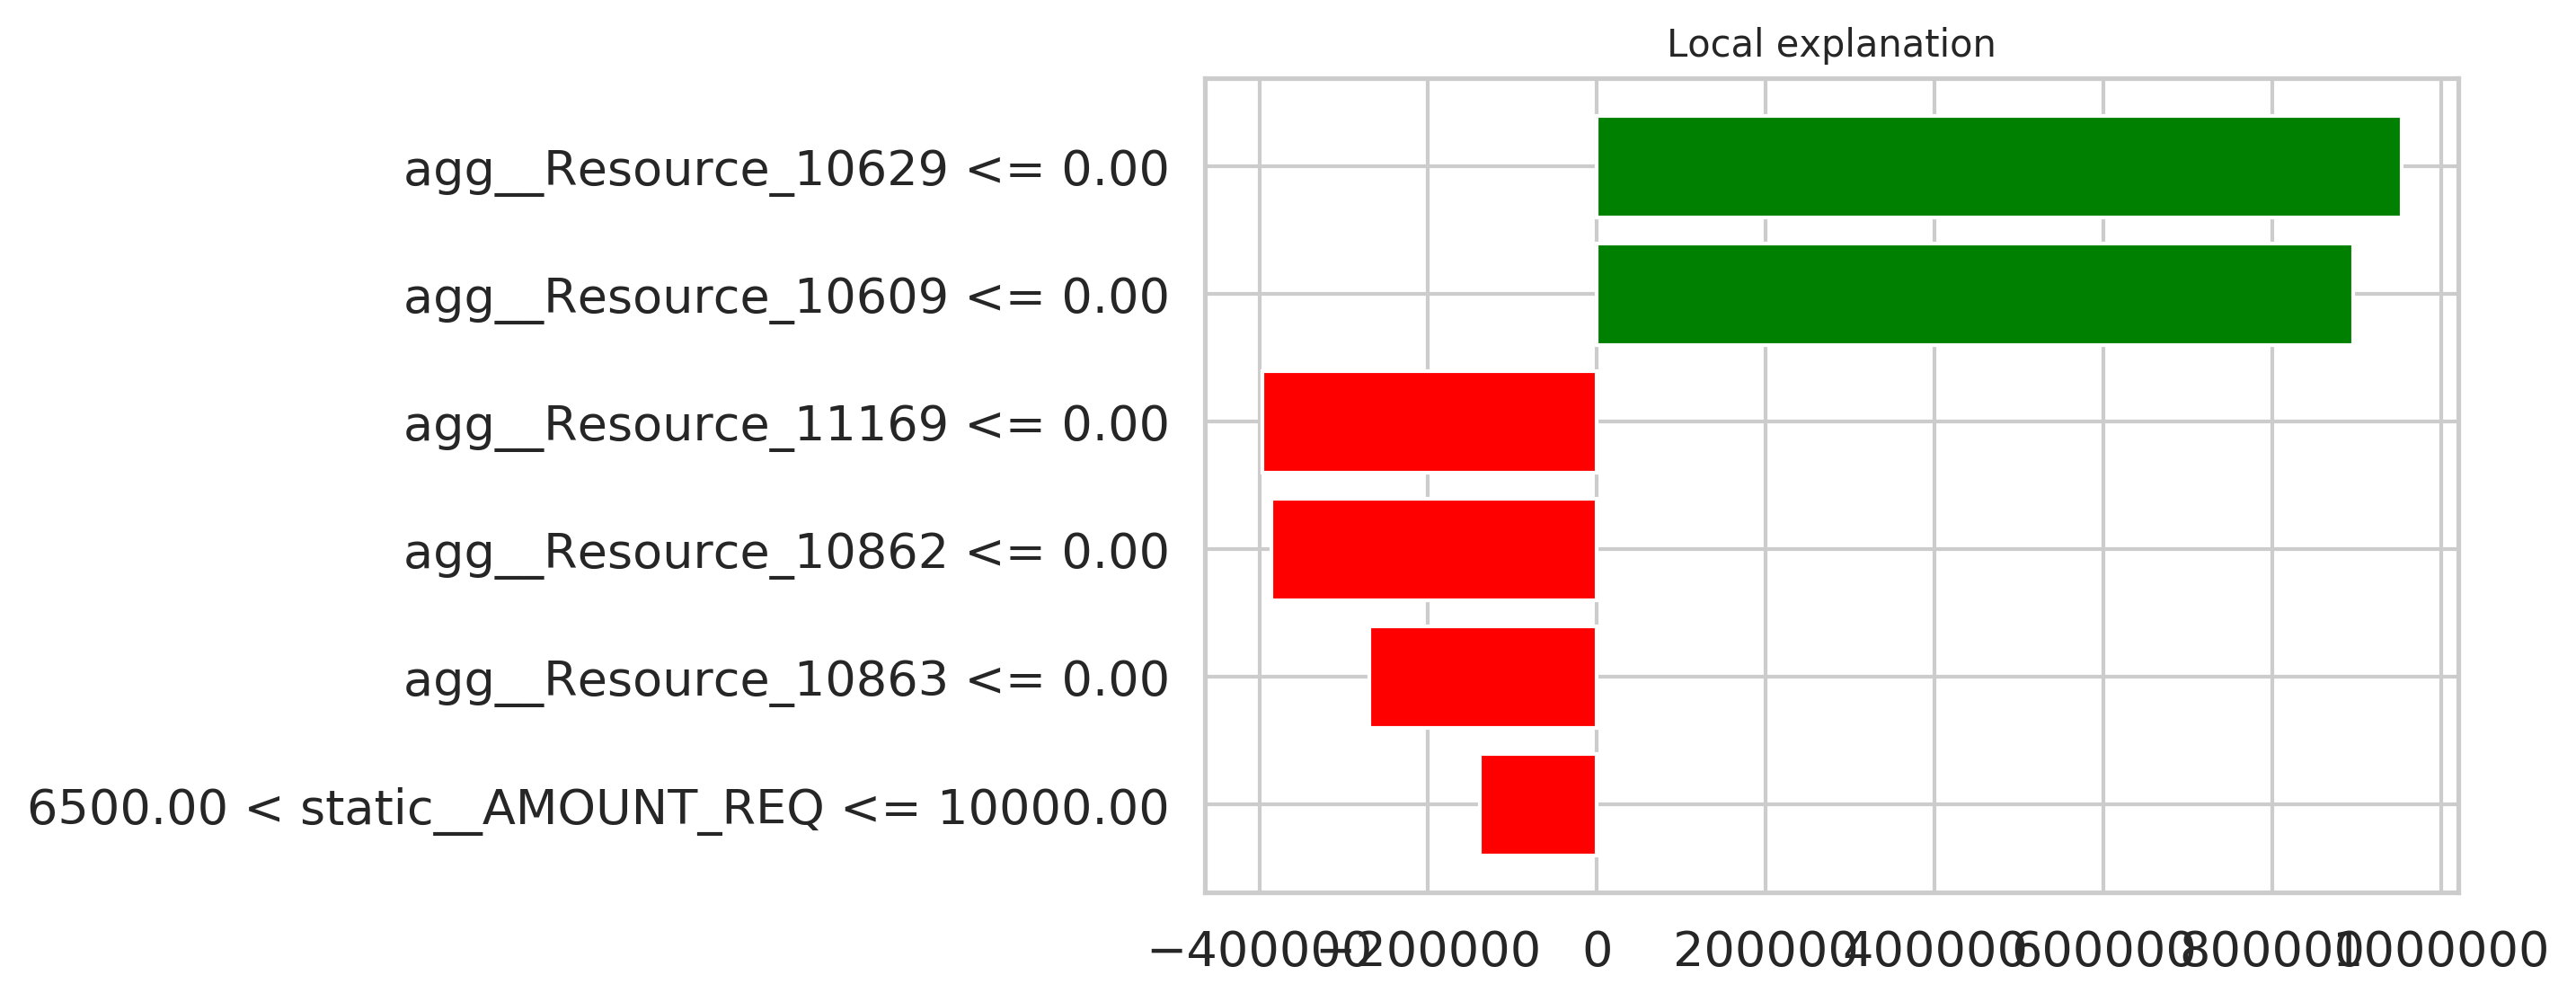 Local explanation
agg__Resource_10629 <= 0.00
agg__Resource_10609 <= 0.00
agg__Resource_11169 <= 0.00
agg__Resource_10862 <= 0.00
agg__Resource_10863 <= 0.00
6500.00 < static__AMOUNT_REQ <= 10000.00
−400000 −200000 0 200000 400000 600000 800000 1000000